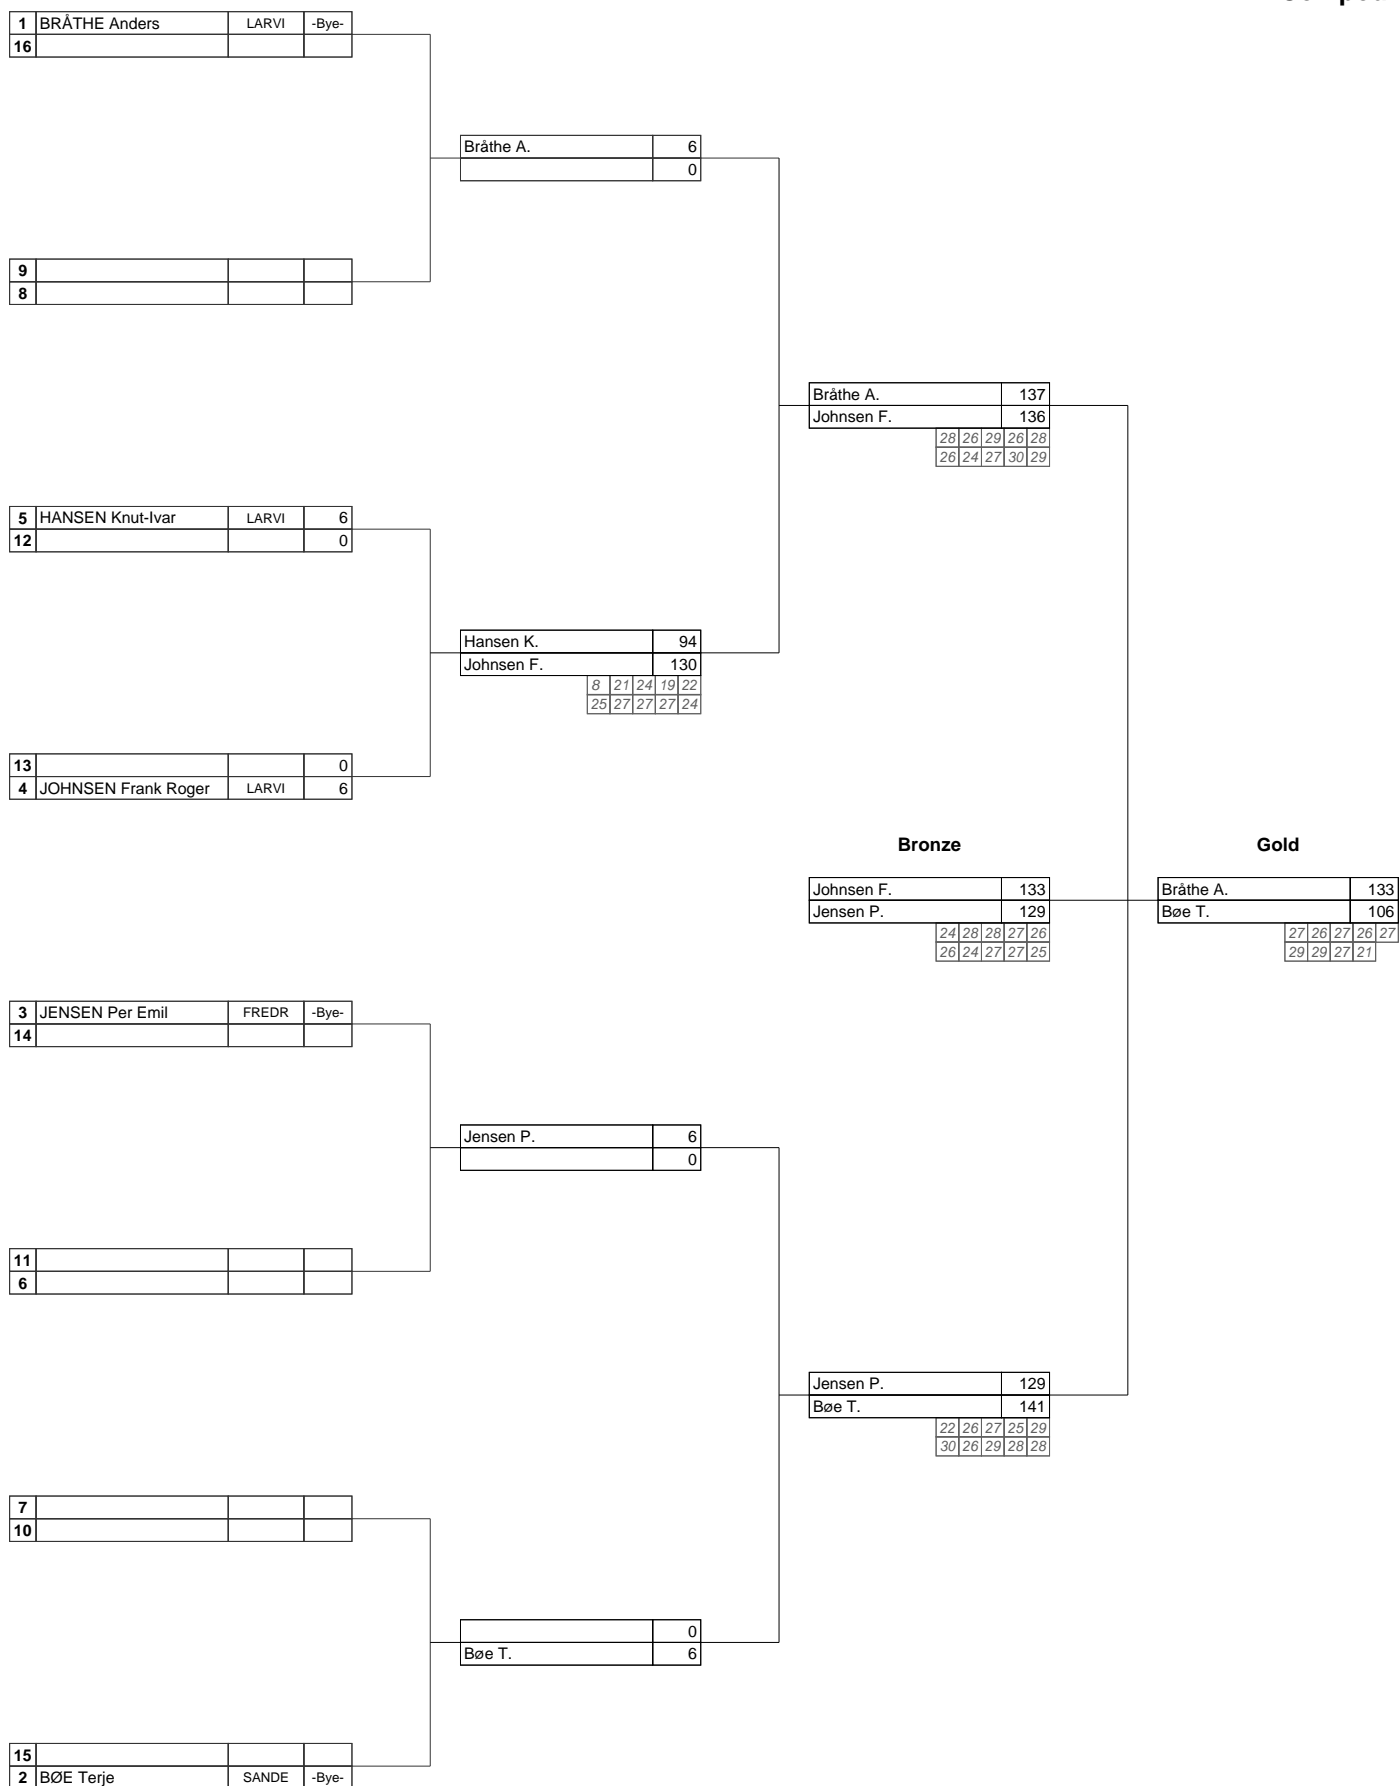 1 BRÅTHE Anders LARVI -Bye-
16
Bråthe A. 6
0
9
8
Bråthe A. 137
Johnsen F. 136
28 26 29 26 28
26 24 27 30 29
5 HANSEN Knut-Ivar LARVI 6
12 0
Hansen K. 94
Johnsen F. 130
8 21 24 19 22
25 27 27 27 24
13 0
4 JOHNSEN Frank Roger LARVI 6
Bronze Gold
Johnsen F. 133 Bråthe A. 133
Jensen P. 129 Bøe T. 106
24 28 28 27 26 27 26 27 26 27
26 24 27 27 25 29 29 27 21
3 JENSEN Per Emil FREDR -Bye-
14
Jensen P. 6
0
11
6
Jensen P. 129
Bøe T. 141
22 26 27 25 29
30 26 29 28 28
7
10
0
Bøe T. 6
15
2 BØE Terje SANDE -Bye-